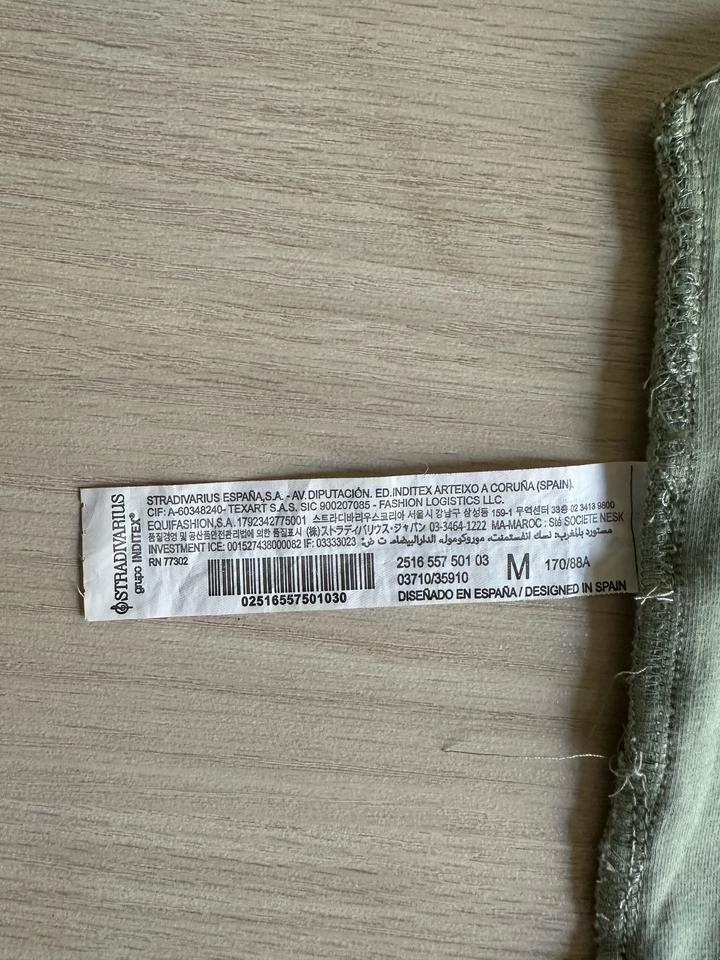 STRADIVARIUS
grupo INDITEX®
STRADIVARIUS ESPAÑA,S.A. - AV.DIPUTACIÓN. ED.INDITEX ARTEIXO A CORUÑA (SPAIN).
CIF: A-60348240- TEXART S.A.S. SIC 900207085 - FASHION LOGISTICS LLC.
EQUIFASHION,S.A. 1792342775001 스트라디바리우스코리아 서울시 강남구 삼성동 159-1 무역센터 33층 02 3413 9800
품질경영 및 공산품안전관리법에 의한 품질표시 (株)ストラディバリウス・ジャパン 03-3464-1222 MA-MAROC : Sté SOCIETE NESK
INVESTMENT ICE: 001527438000082 IF: 03333023 مستورد بالمغرب: نسك انفستمنت، موروكومول، الدارالبيضاء
RN 77302
02516557501030
2516 557 501 03
03710/35910
M
170/88A
DISEÑADO EN ESPAÑA / DESIGNED IN SPAIN